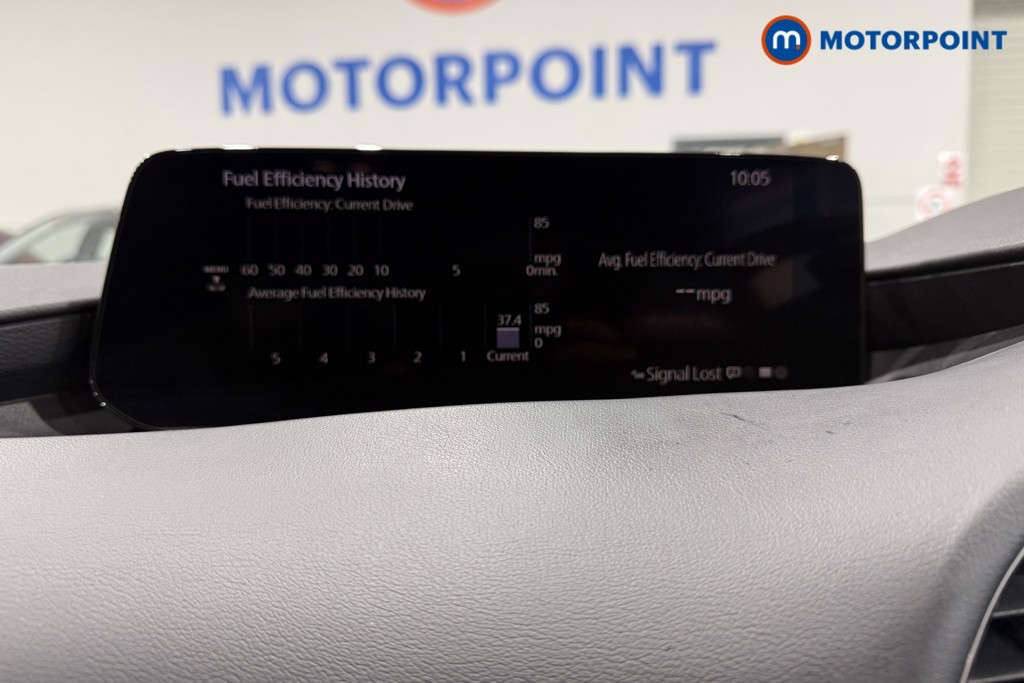 m MOTORPOINT
MOTORPOINT
Fuel Efficiency History 10:05
Fuel Efficiency: Current Drive
85
mpg
60 50 40 30 20 10 5 0min.
Avg. Fuel Efficiency: Current Drive
--mpg
MENU
Average Fuel Efficiency History
85
37.4
mpg
0
5 4 3 2 1 Current
Signal Lost